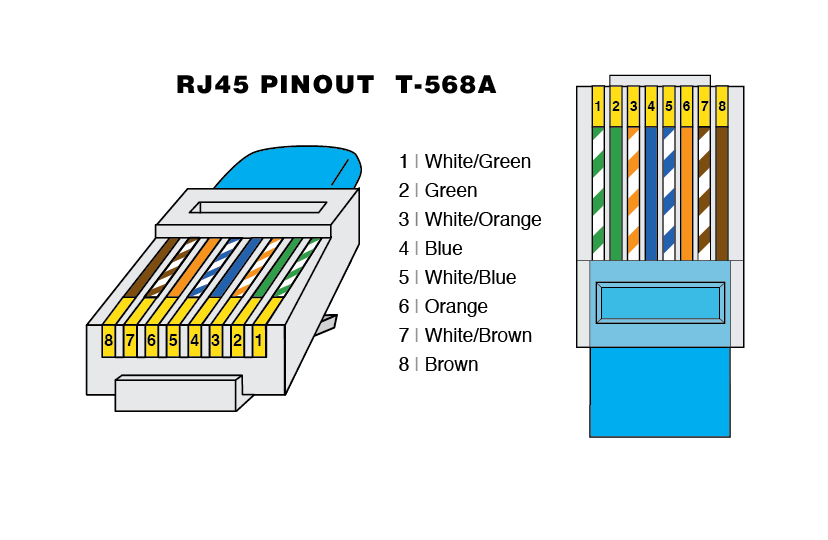 RJ45 PINOUT T-568A
1 | White/Green
2 | Green
3 | White/Orange
4 | Blue
5 | White/Blue
6 | Orange
7 | White/Brown
8 | Brown
8 7 6 5 4 3 2 1
1 2 3 4 5 6 7 8